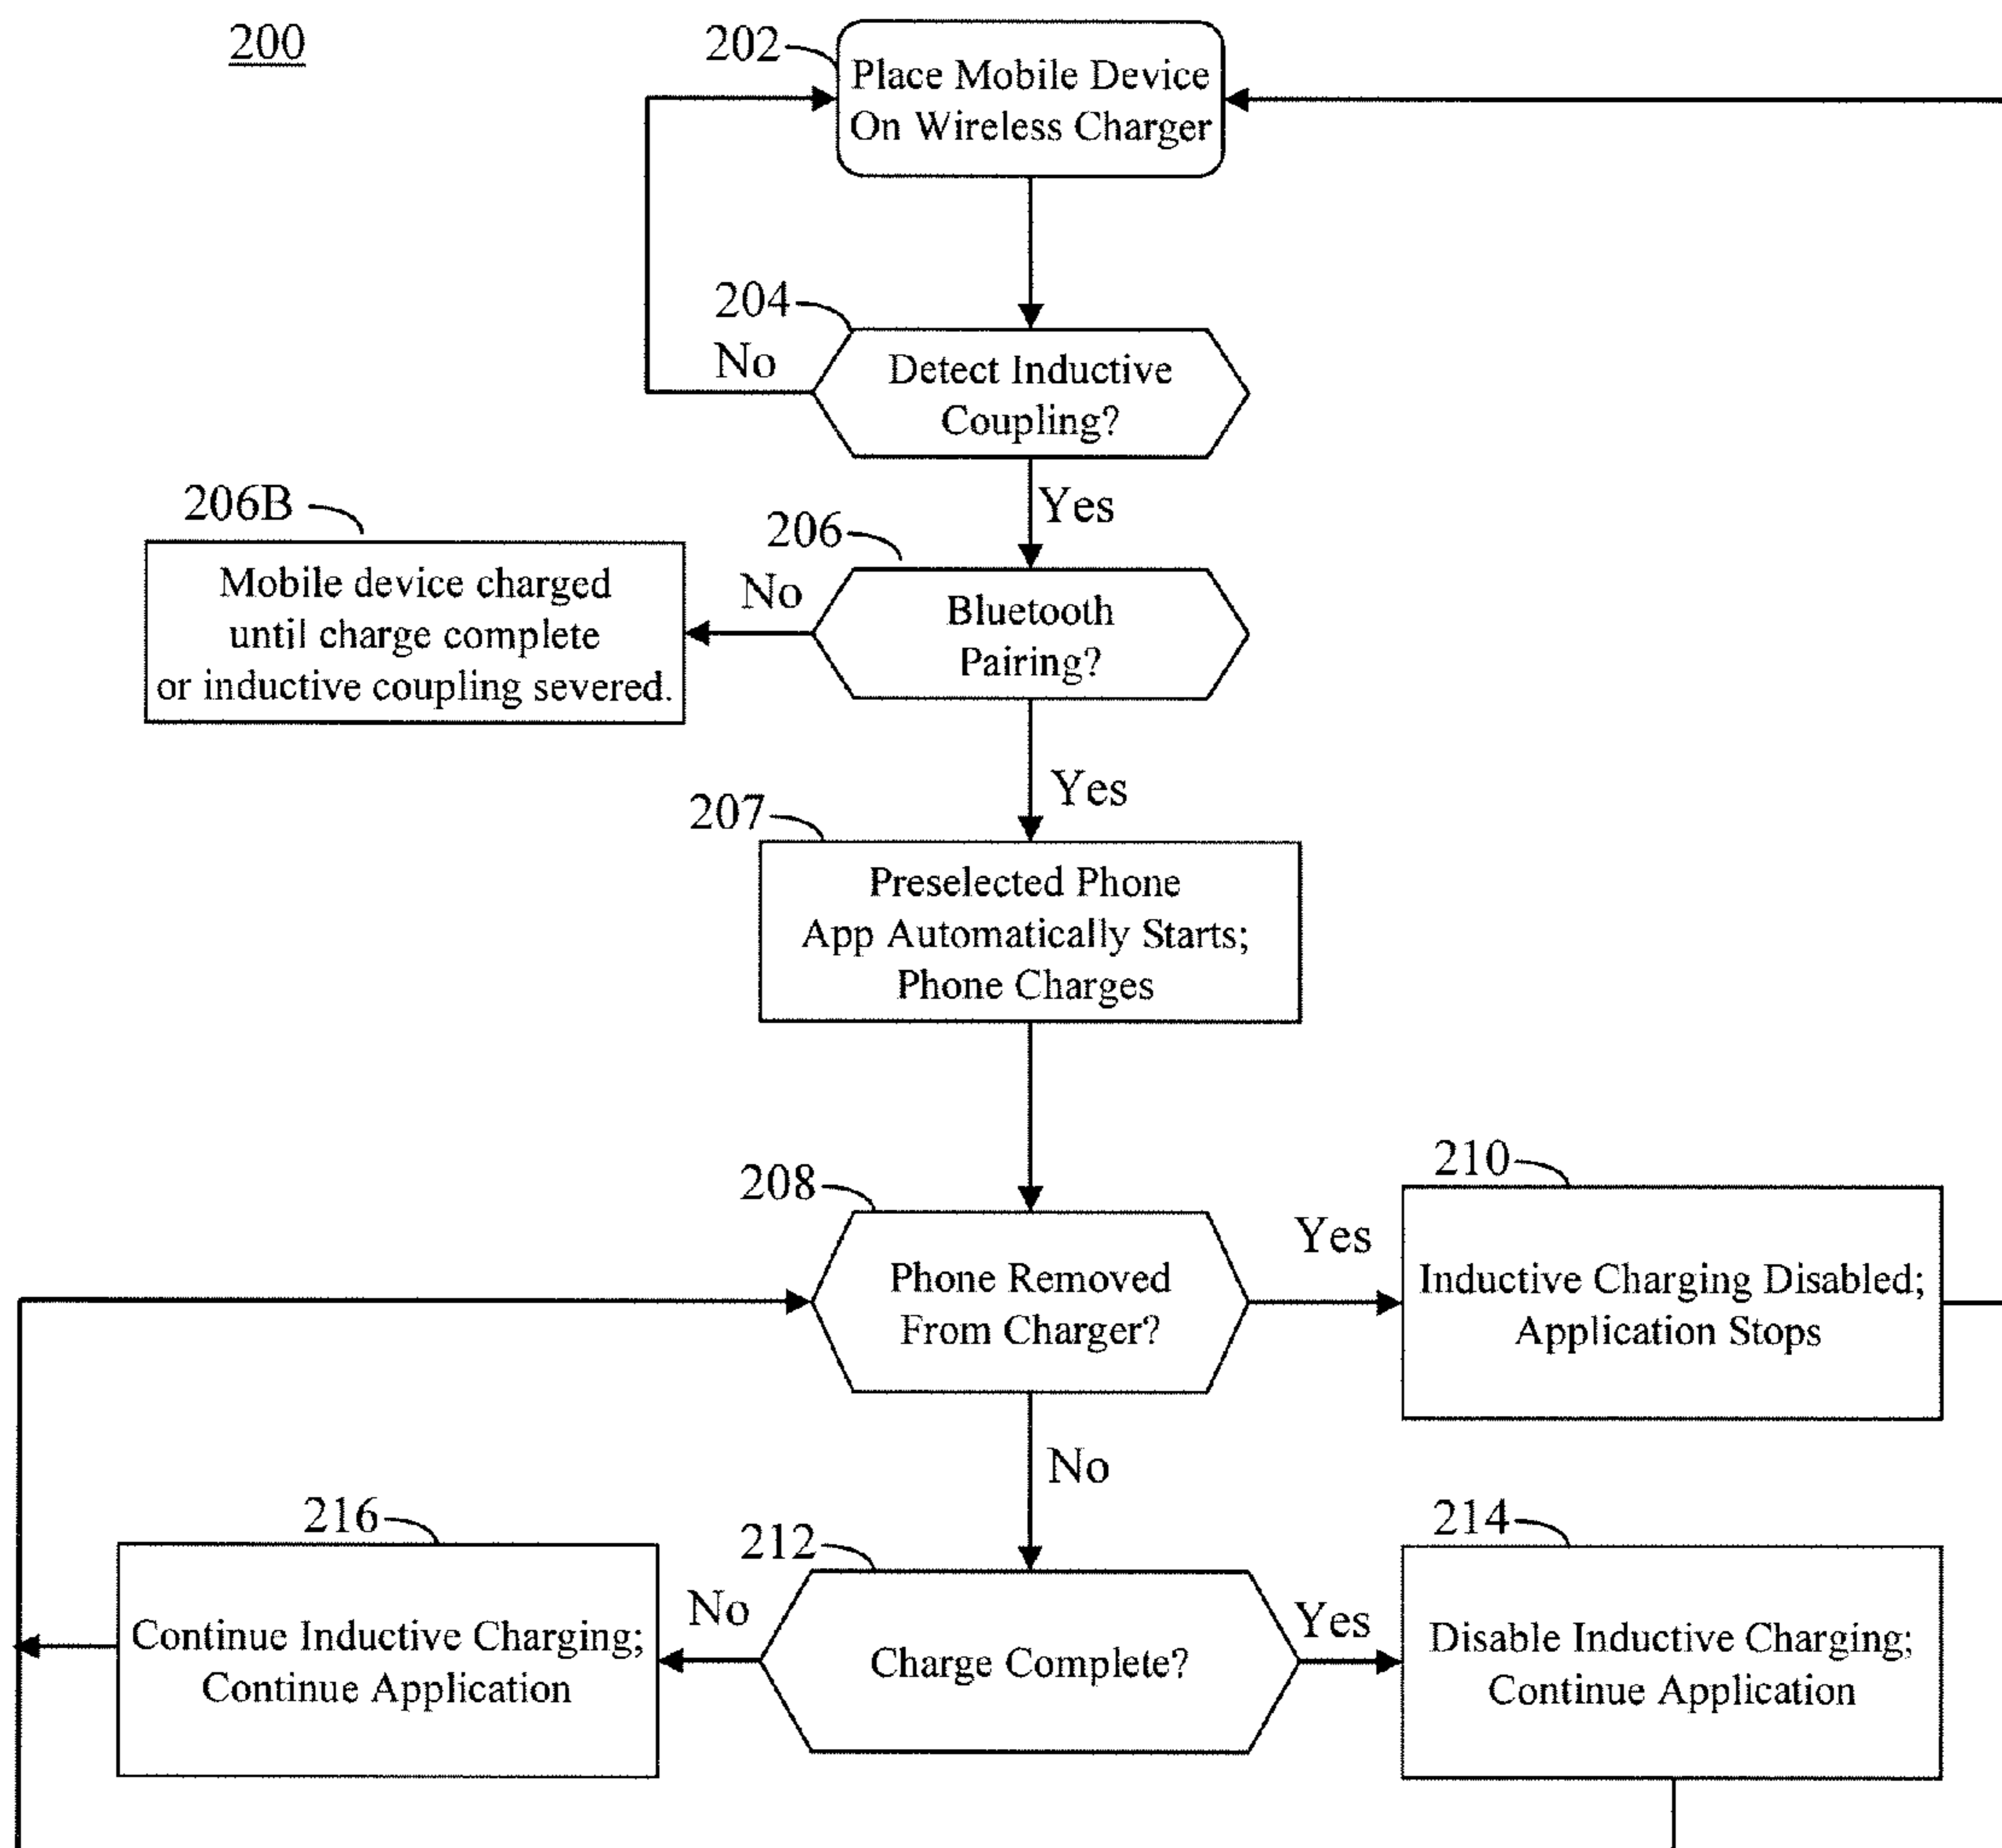 200
202
Place Mobile Device
On Wireless Charger
204
No
Detect Inductive
Coupling?
Yes
206B
206
No
Mobile device charged
until charge complete
or inductive coupling severed.
Bluetooth
Pairing?
Yes
207
Preselected Phone
App Automatically Starts;
Phone Charges
208
Phone Removed
From Charger?
Yes
210
Inductive Charging Disabled;
Application Stops
No
216
Continue Inductive Charging;
Continue Application
212
No
Charge Complete?
Yes
214
Disable Inductive Charging;
Continue Application